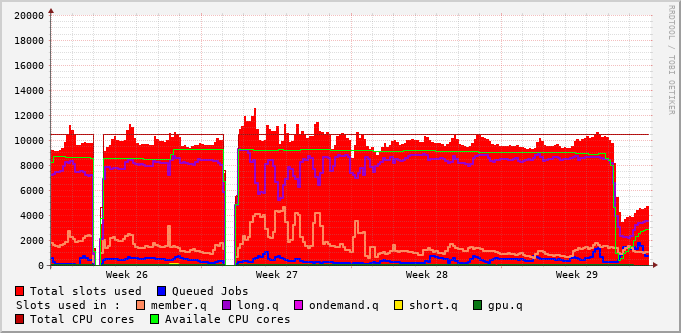 20000
18000
16000
14000
12000
10000
8000
6000
4000
2000
0
Week 26 Week 27 Week 28 Week 29
Total slots used Queued Jobs
Slots used in : member.q long.q ondemand.q short.q gpu.q
Total CPU cores Availale CPU cores
RRDTOOL / TOBI OETIKER